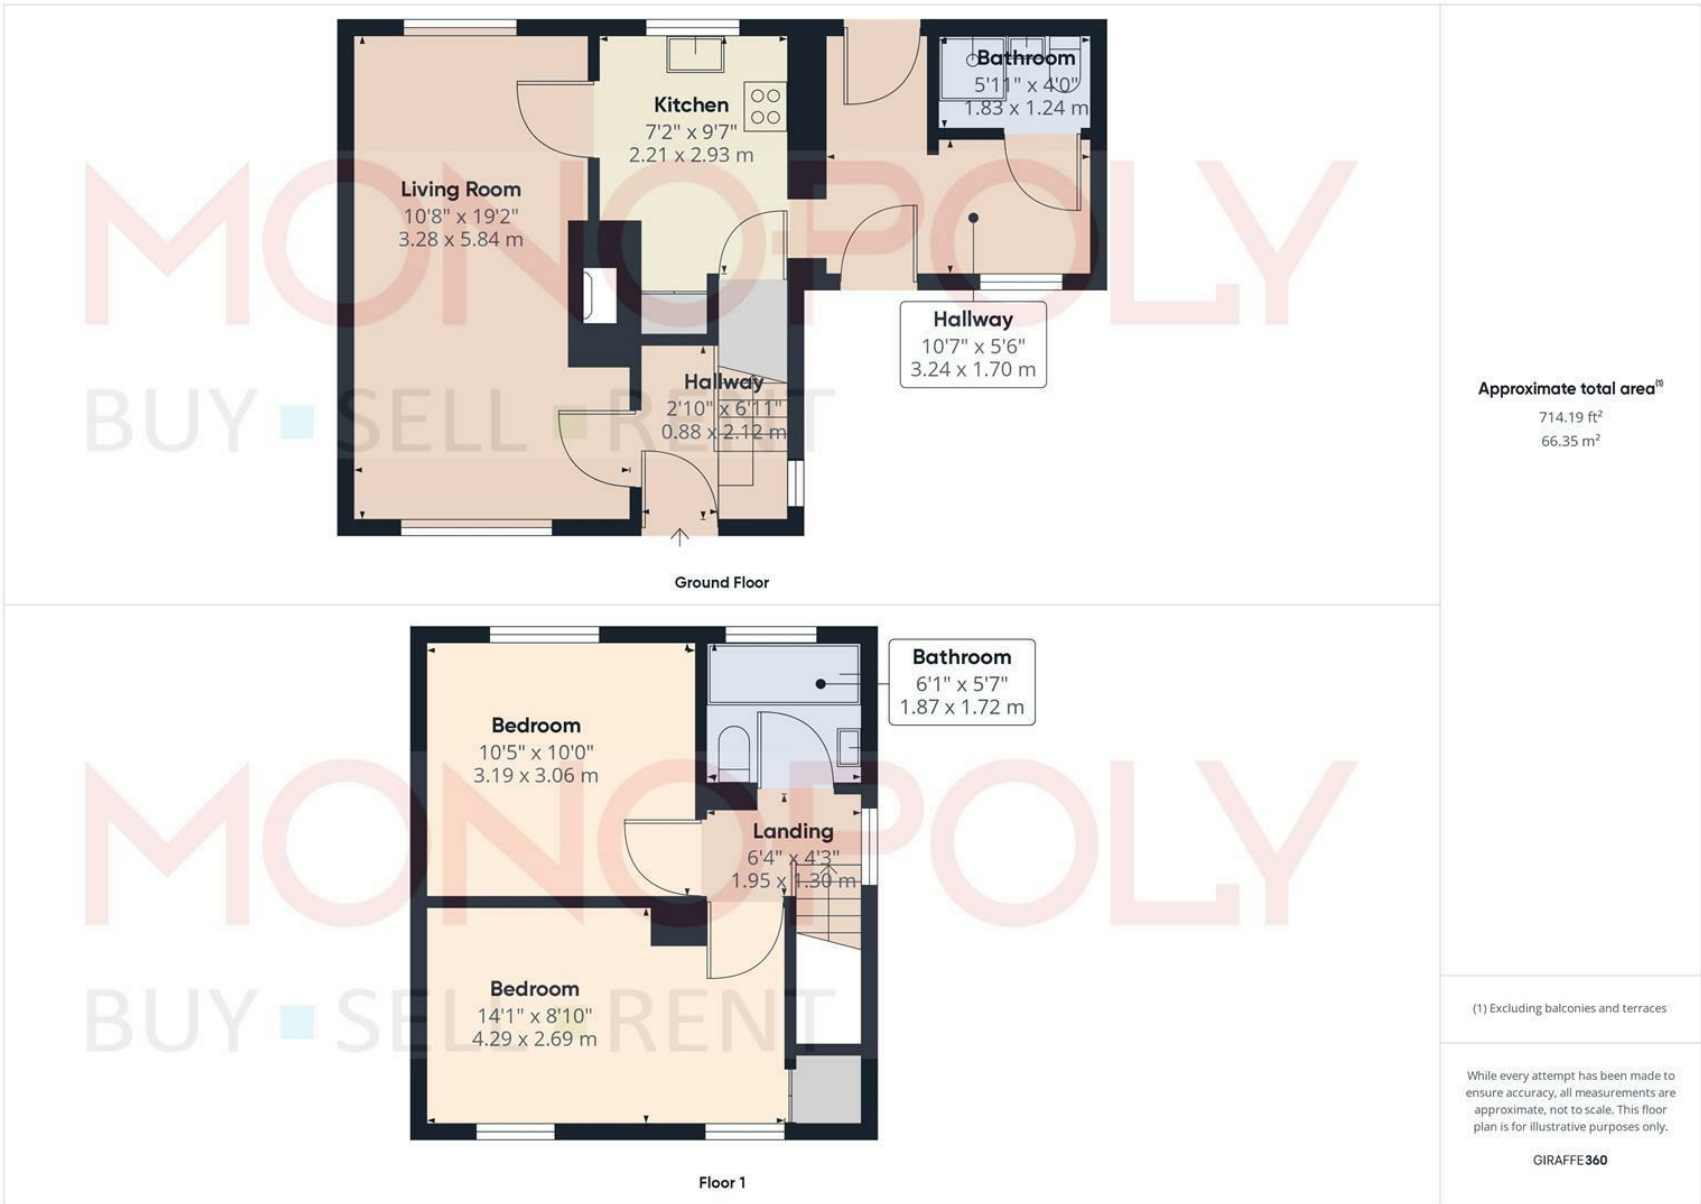 Bathroom
5'11" x 4'0"
1.83 x 1.24 m
Kitchen
7'2" x 9'7"
2.21 x 2.93 m
Living Room
10'8" x 19'2"
3.28 x 5.84 m
Hallway
10'7" x 5'6"
3.24 x 1.70 m
Hallway
2'10" x 6'11"
0.88 x 2.12 m
MONOPOLY
BUY SELL RENT
Ground Floor
Approximate total area(1)
714.19 ft²
66.35 m²
Bathroom
6'1" x 5'7"
1.87 x 1.72 m
Bedroom
10'5" x 10'0"
3.19 x 3.06 m
Landing
6'4" x 4'3"
1.95 x 1.30 m
Bedroom
14'1" x 8'10"
4.29 x 2.69 m
MONOPOLY
BUY SELL RENT
Floor 1
(1) Excluding balconies and terraces
While every attempt has been made to
ensure accuracy, all measurements are
approximate, not to scale. This floor
plan is for illustrative purposes only.
GIRAFFE360